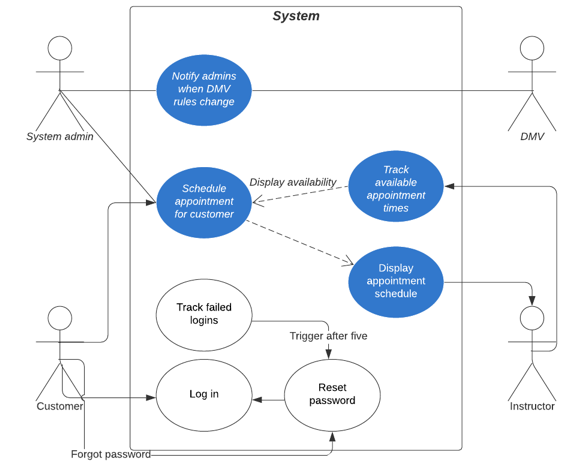 System
Notify admins
when DMV
rules change
System admin
DMV
Display availability
Schedule
appointment
for customer
Track
available
appointment
times
Display
appointment
schedule
Track failed
logins
Trigger after five
Customer
Log in
Reset
password
Instructor
Forgot password